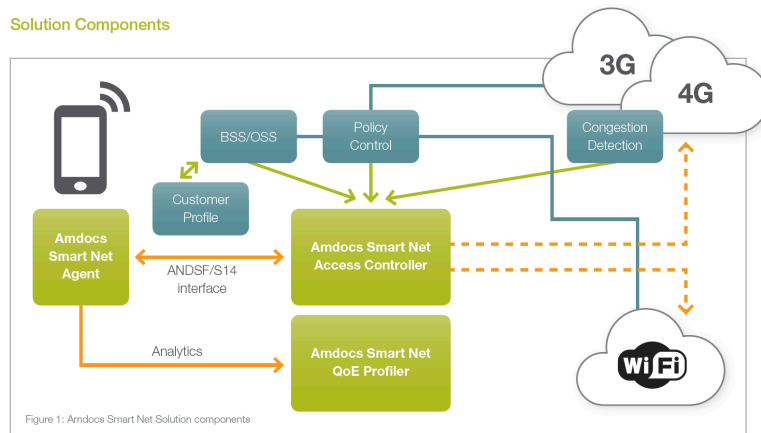 Solution Components
3G
4G
BSS/OSS
Policy
Control
Congestion
Detection
Customer
Profile
Amdocs
Smart Net
Agent
ANDSF/S14
interface
Amdocs Smart Net
Access Controller
Analytics
Amdocs Smart Net
QoE Profiler
WiFi
Figure 1: Amdocs Smart Net Solution components